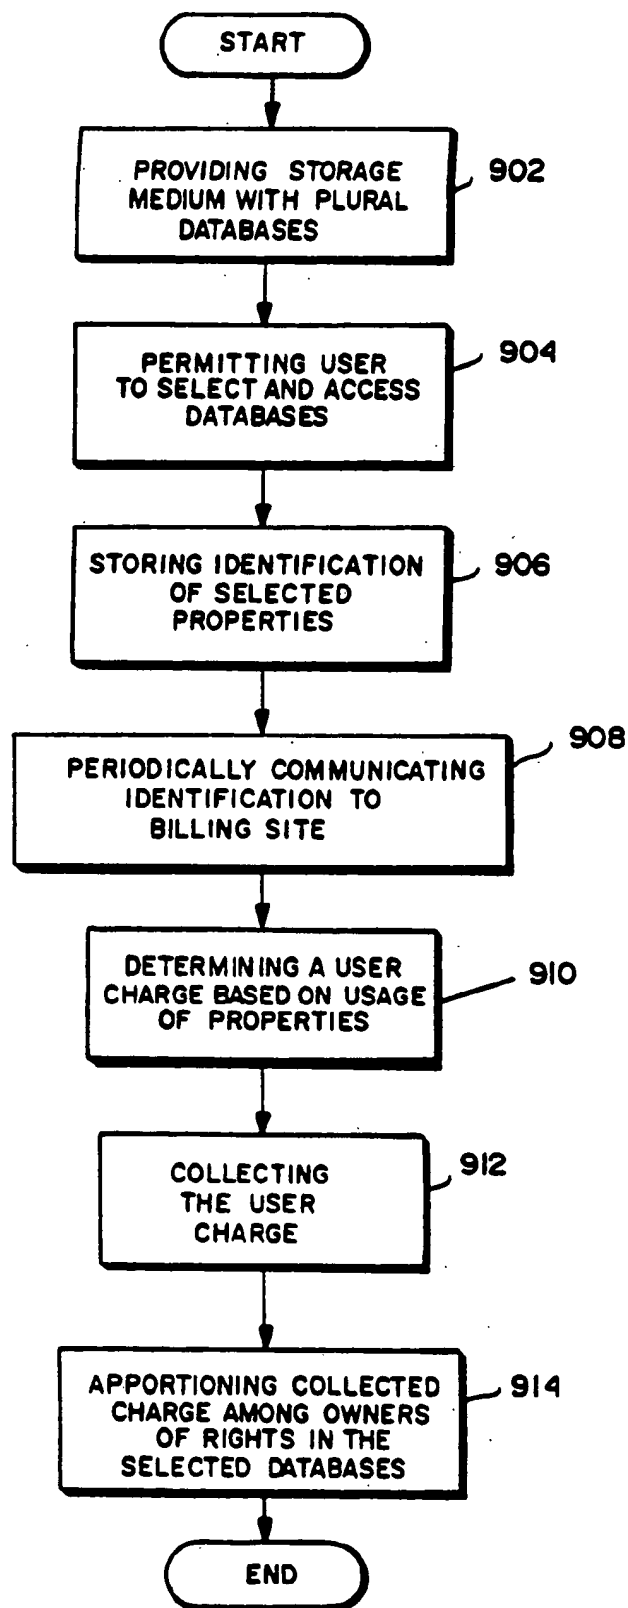 START
PROVIDING STORAGE
MEDIUM WITH PLURAL
DATABASES
902
PERMITTING USER
TO SELECT AND ACCESS
DATABASES
904
STORING IDENTIFICATION
OF SELECTED
PROPERTIES
906
PERIODICALLY COMMUNICATING
IDENTIFICATION TO
BILLING SITE
908
DETERMINING A USER
CHARGE BASED ON USAGE
OF PROPERTIES
910
COLLECTING
THE USER
CHARGE
912
APPORTIONING COLLECTED
CHARGE AMONG OWNERS
OF RIGHTS IN THE
SELECTED DATABASES
914
END